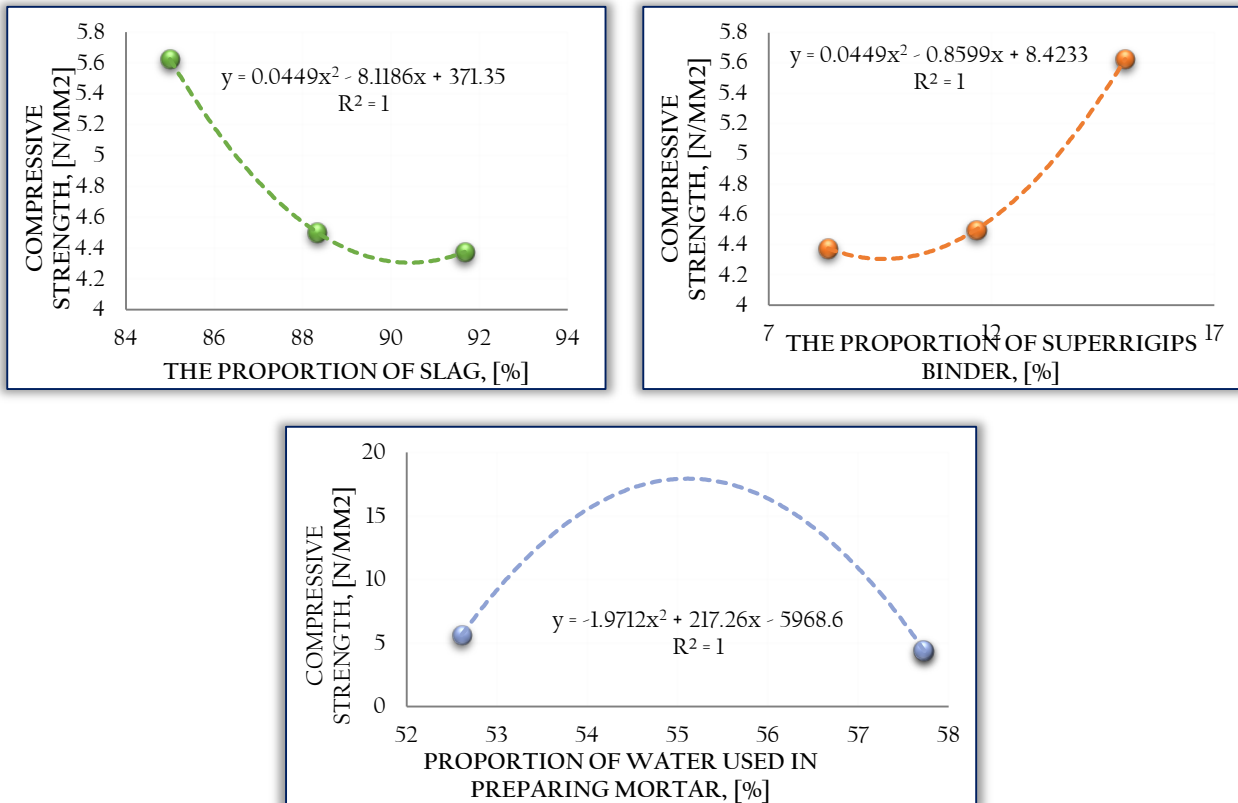 5.8
5.6
5.4
5.2
5
4.8
4.6
4.4
4.2
4
84
86
88
90
92
94
COMPRESSIVE
STRENGTH, [N/MM2]
THE PROPORTION OF SLAG, [%]
y = 0.0449x² - 8.1186x + 371.35
R² = 1
5.8
5.6
5.4
5.2
5
4.8
4.6
4.4
4.2
4
7
12
17
COMPRESSIVE
STRENGTH, [N/MM2]
THE PROPORTION OF SUPERRIGIPS
BINDER, [%]
y = 0.0449x² - 0.8599x + 8.4233
R² = 1
20
15
10
5
0
52
53
54
55
56
57
58
COMPRESSIVE
STRENGTH, [N/MM2]
PROPORTION OF WATER USED IN
PREPARING MORTAR, [%]
y = -1.9712x² + 217.26x - 5968.6
R² = 1